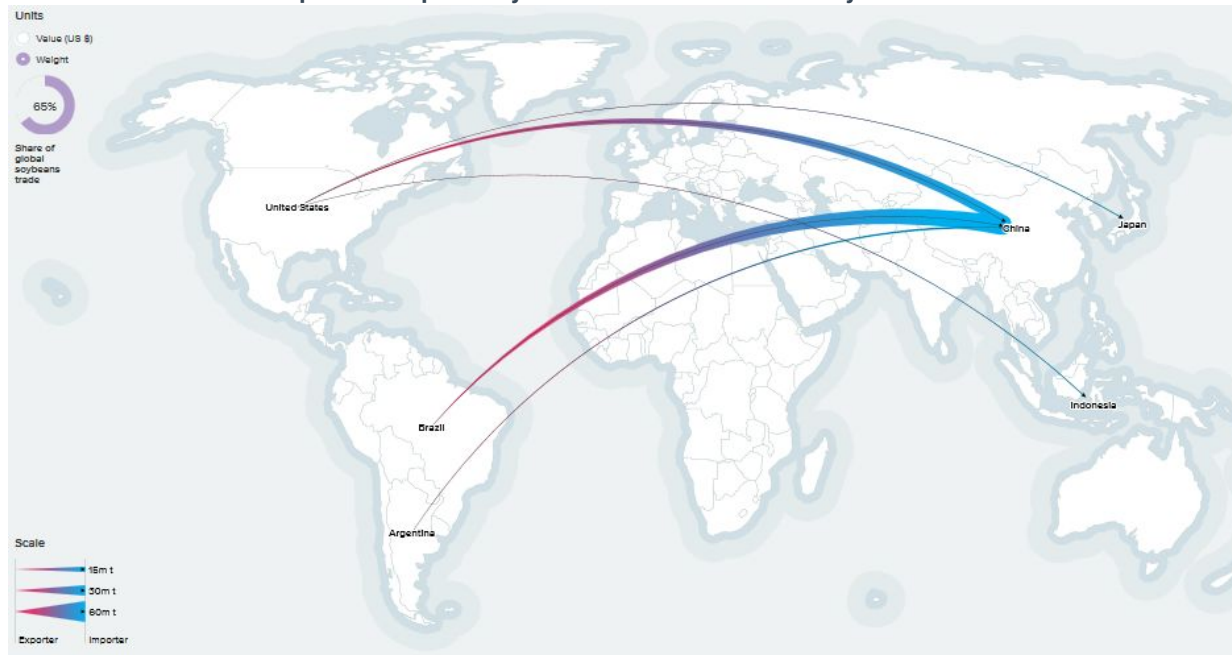 Units
Value (US $)
Weight
65%
Share of
global
soybeans
trade
United States
China
Japan
Brazil
Indonesia
Argentina
Scale
15m t
30m t
60m t
Exporter Importer